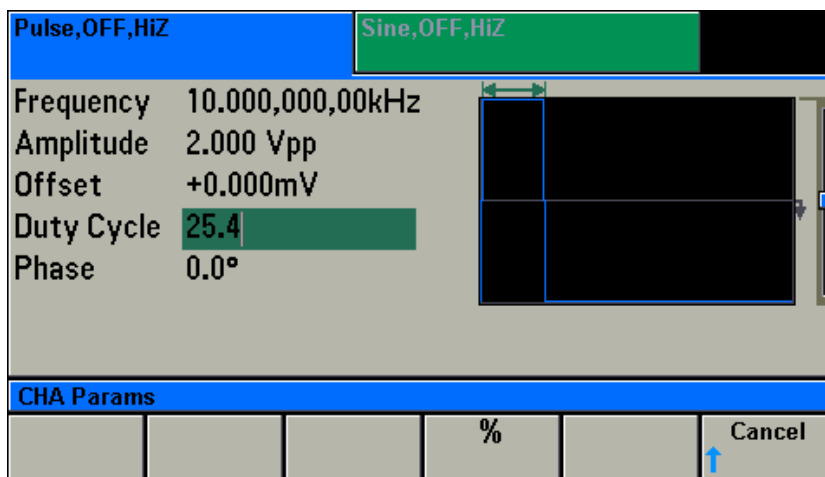 Pulse,OFF,HiZ
Sine,OFF,HiZ
Frequency 10.000,000,00kHz
Amplitude 2.000 Vpp
Offset +0.000mV
Duty Cycle 25.4
Phase 0.0°
CHA Params
% Cancel